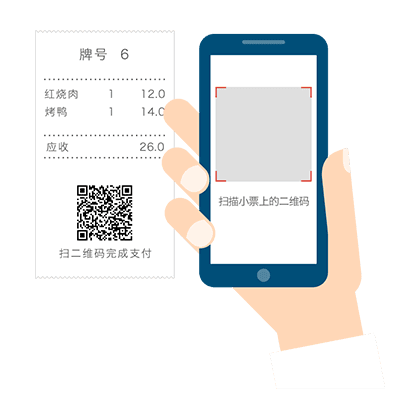 牌号 6
红烧肉 1 12.0
烤鸭 1 14.0
应收 26.0
扫二维码完成支付
扫描小票上的二维码